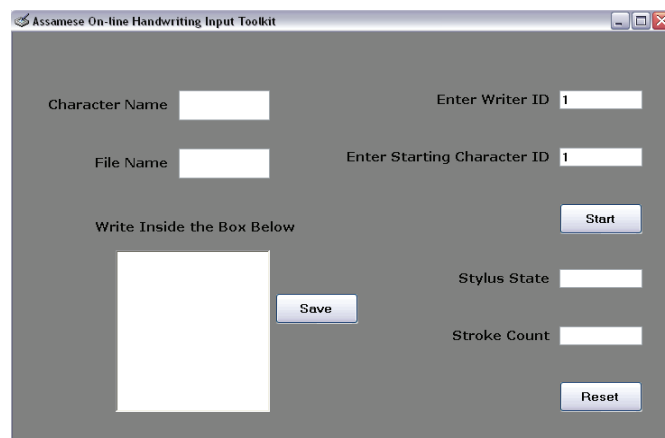 Assamese On-line Handwriting Input Toolkit
Character Name
Enter Writer ID 1
File Name
Enter Starting Character ID 1
Start
Write Inside the Box Below
Stylus State
Save
Stroke Count
Reset